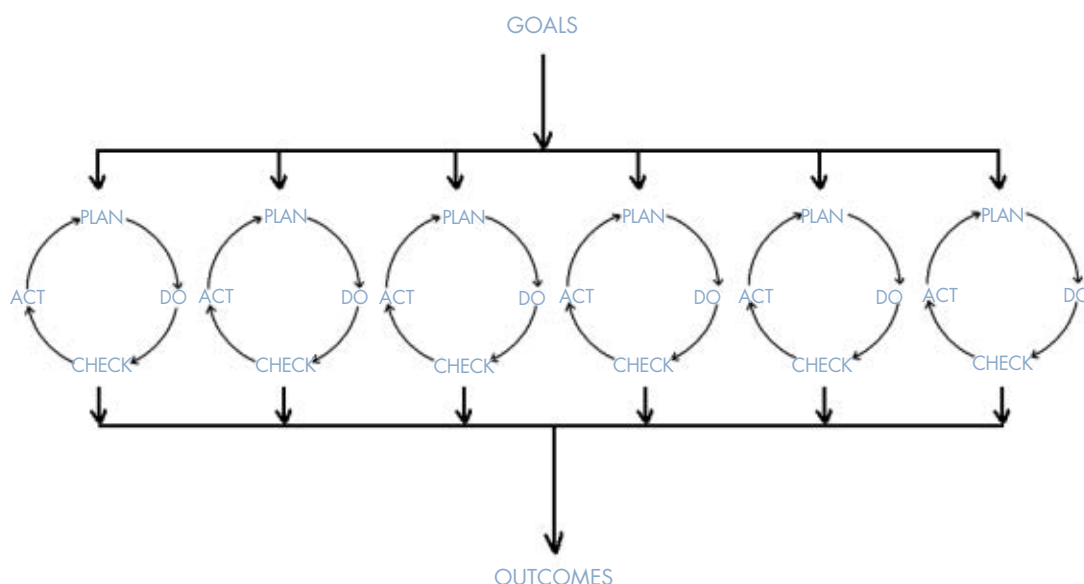 GOALS
PLAN PLAN PLAN PLAN PLAN PLAN
ACT DO ACT DO ACT DO ACT DO ACT DO ACT DO
CHECK CHECK CHECK CHECK CHECK CHECK
OUTCOMES